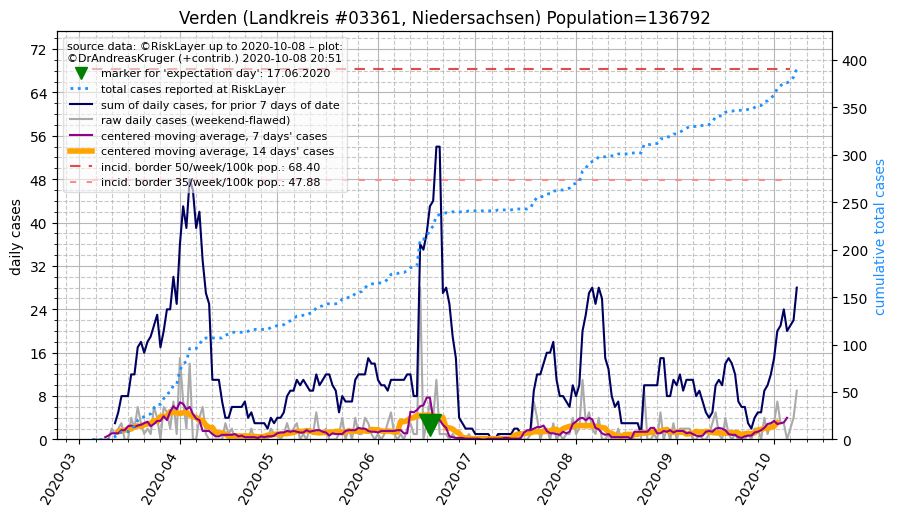 Verden (Landkreis #03361, Niedersachsen) Population=136792
source data: ©RiskLayer up to 2020-10-08 – plot:
©DrAndreasKruger (+contrib.) 2020-10-08 20:51
marker for 'expectation day': 17.06.2020
total cases reported at RiskLayer
sum of daily cases, for prior 7 days of date
raw daily cases (weekend-flawed)
centered moving average, 7 days' cases
centered moving average, 14 days' cases
incid. border 50/week/100k pop.: 68.40
incid. border 35/week/100k pop.: 47.88
daily cases
72
64
56
48
40
32
24
16
8
0
cumulative total cases
400
350
300
250
200
150
100
50
0
2020-03
2020-04
2020-05
2020-06
2020-07
2020-08
2020-09
2020-10